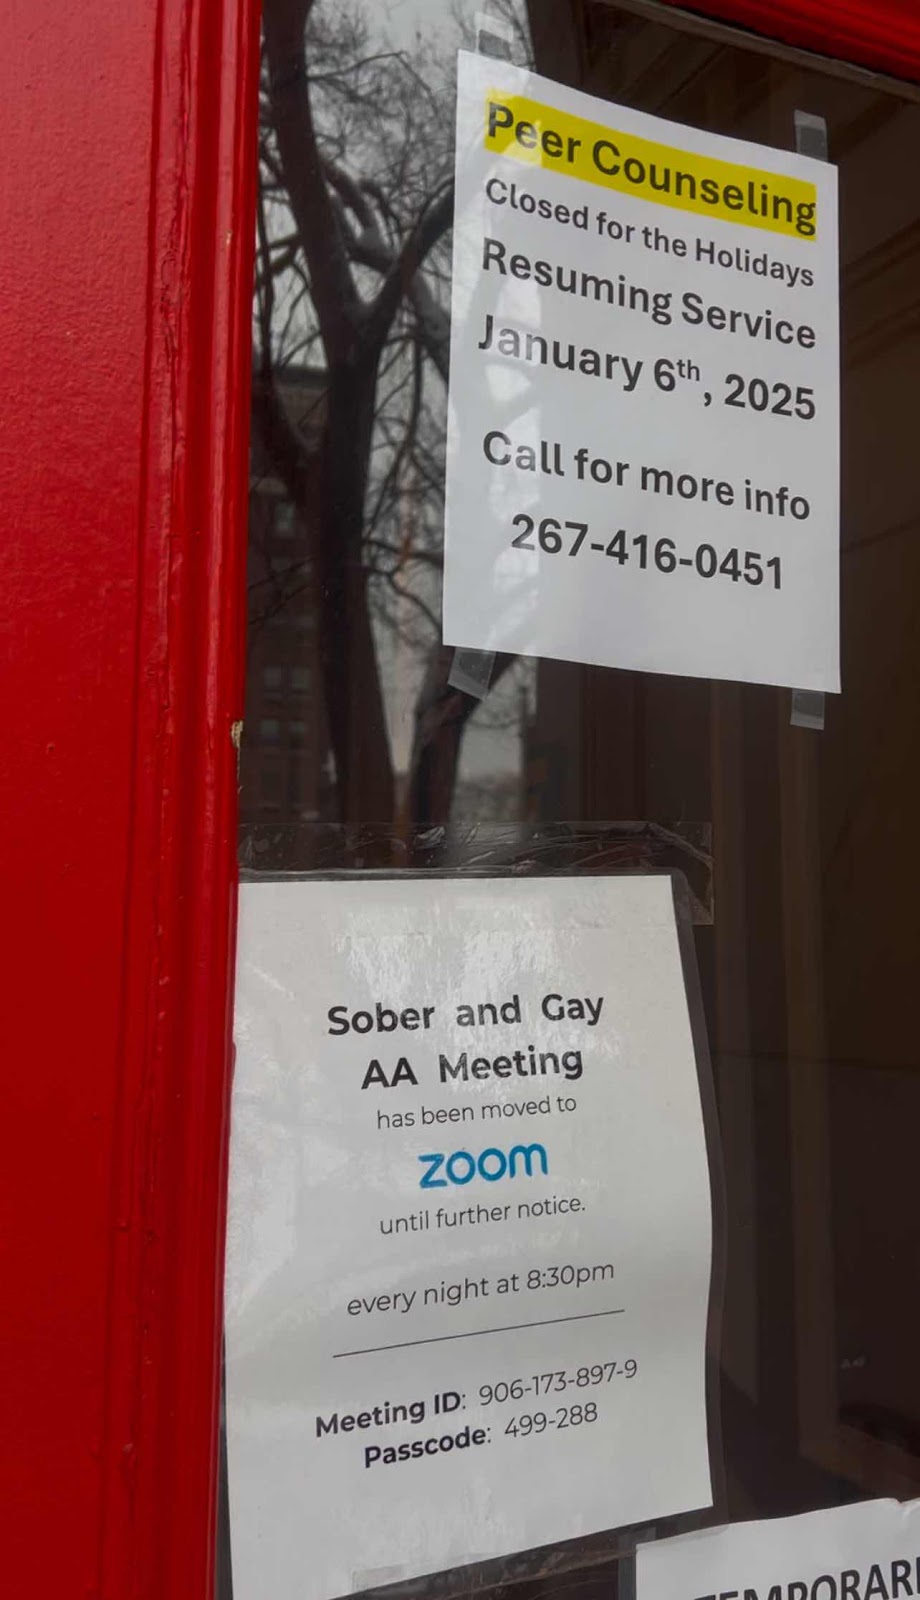 Peer Counseling
Closed for the Holidays
Resuming Service
January 6th, 2025
Call for more info
267-416-0451
Sober and Gay
AA Meeting
has been moved to
zoom
until further notice.
every night at 8:30pm
Meeting ID: 906-173-897-9
Passcode: 499-288